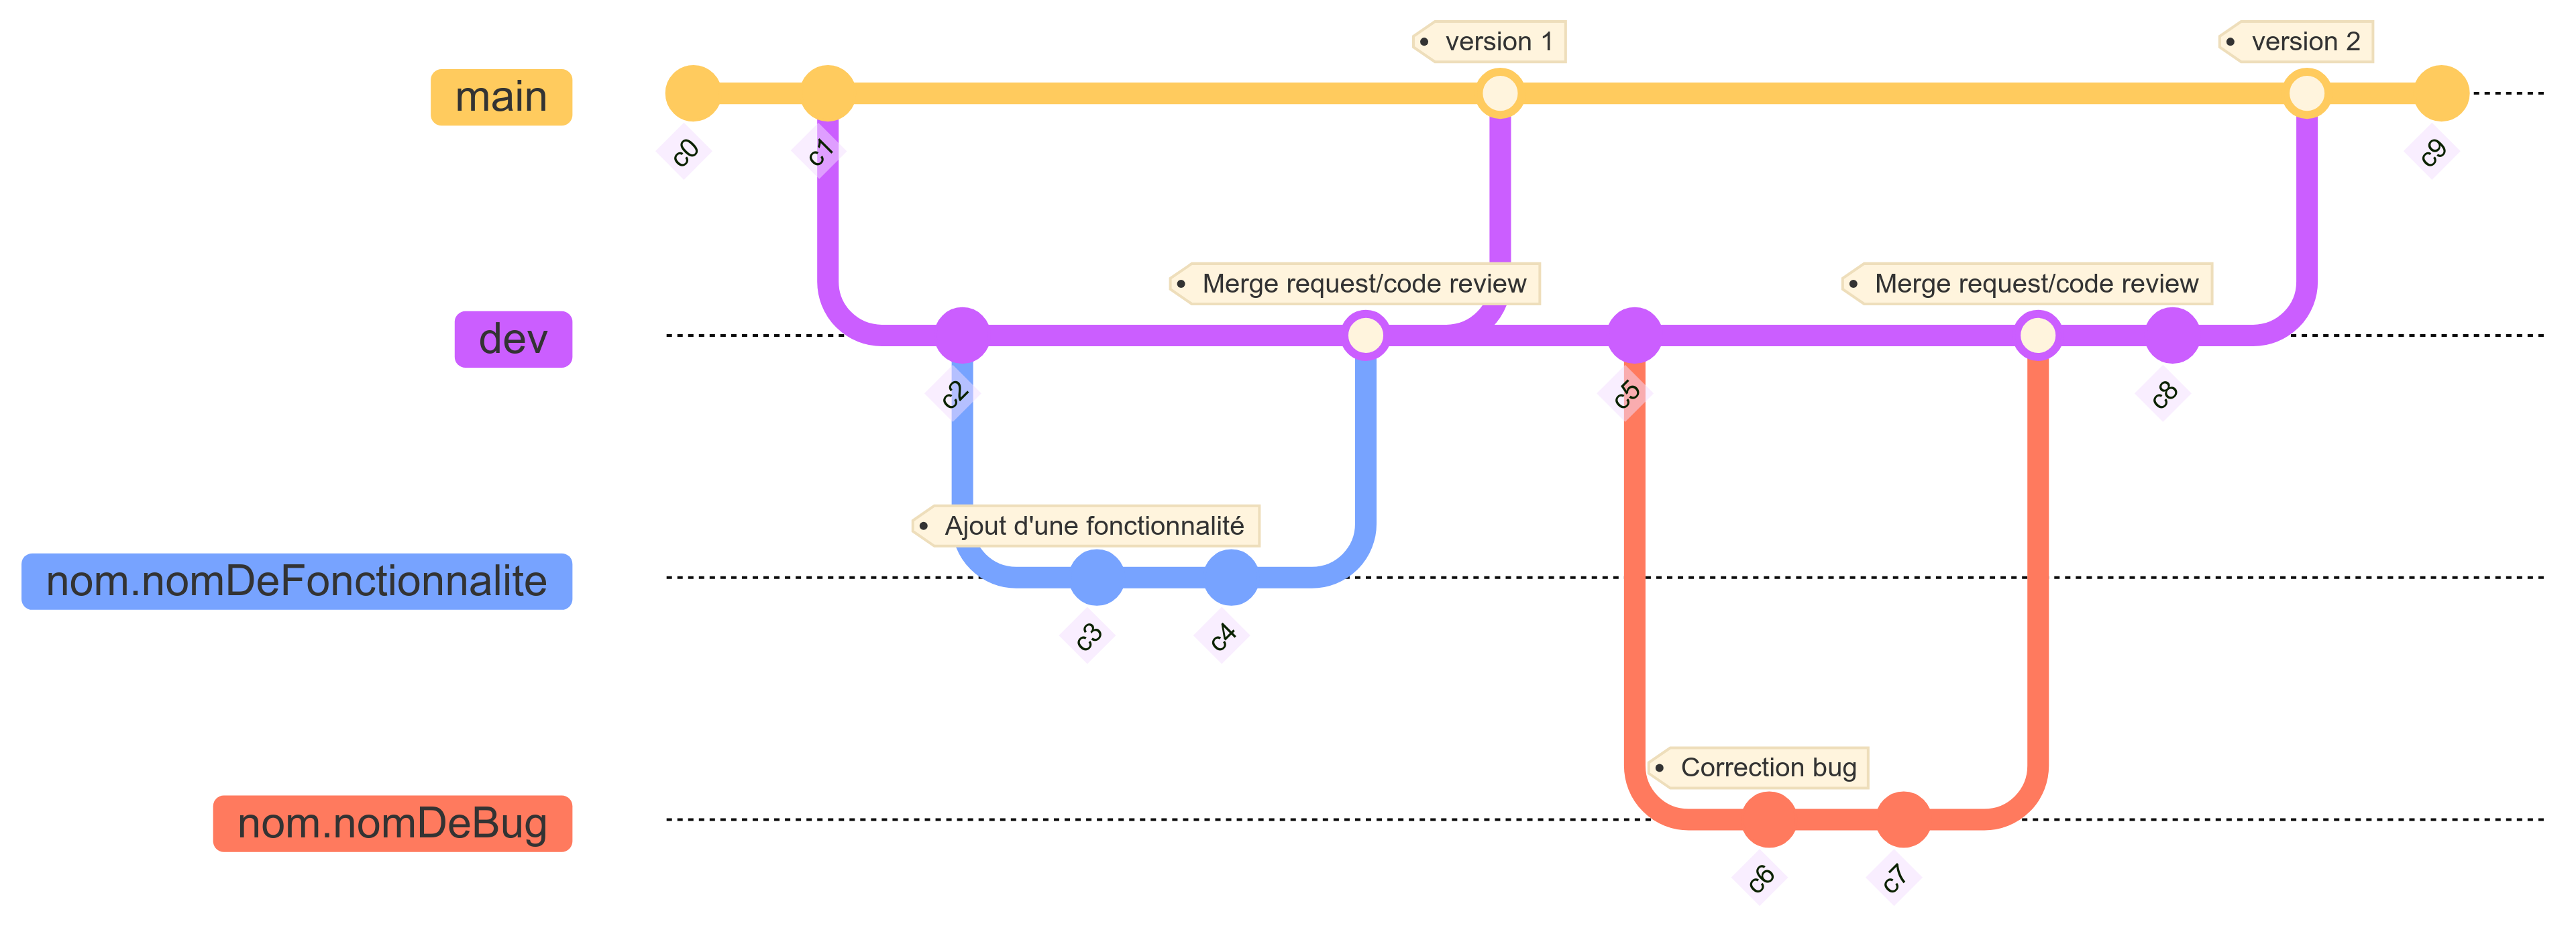 version 1
version 2
main
c0
c1
c9
Merge request/code review
Merge request/code review
dev
c2
c5
c8
Ajout d'une fonctionnalité
nom.nomDeFonctionnalite
c3
c4
Correction bug
nom.nomDeBug
c6
c7